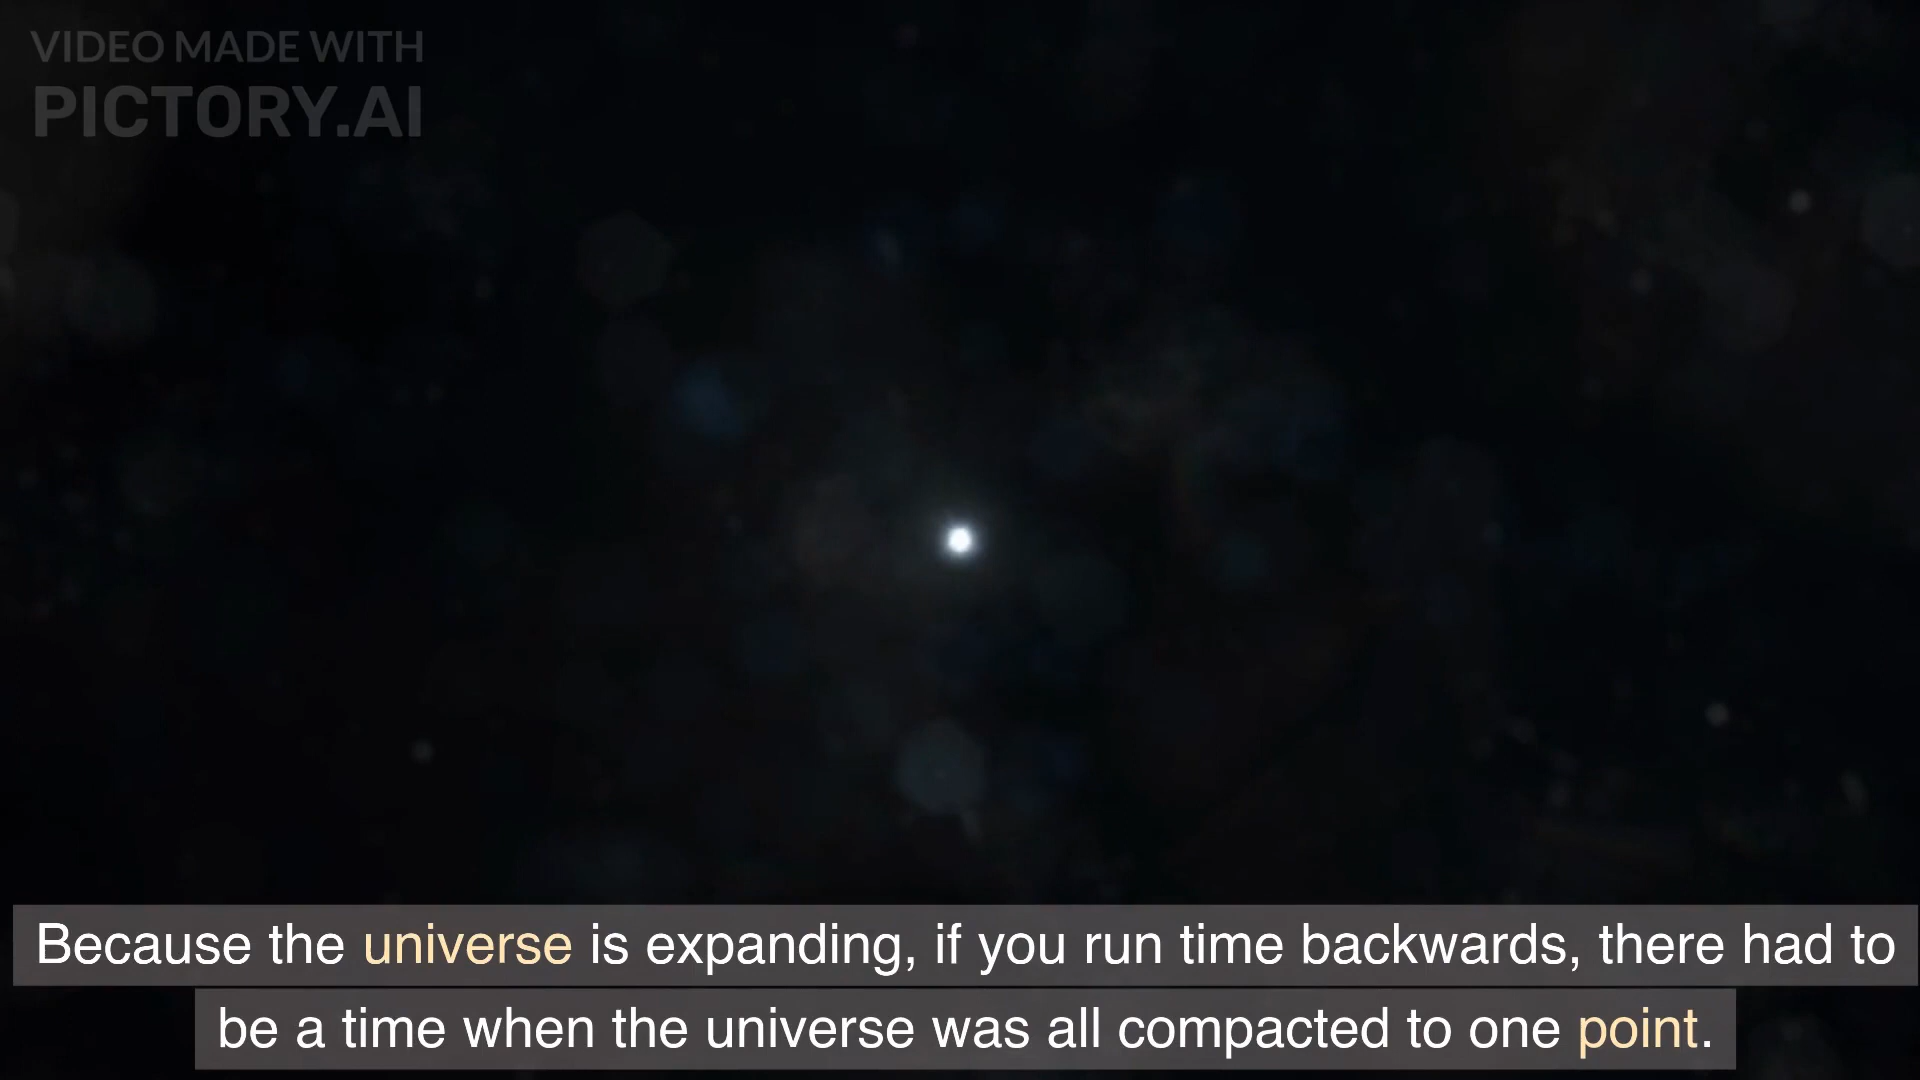 VIDEO MADE WITH
PICTORY.AI
Because the universe is expanding, if you run time backwards, there had to
be a time when the universe was all compacted to one point.